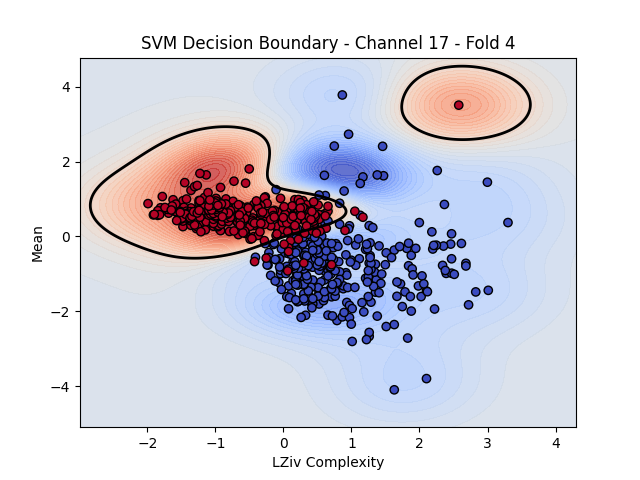 SVM Decision Boundary - Channel 17 - Fold 4
Mean
4
2
0
−2
−4
−2 −1 0 1 2 3 4
LZiv Complexity